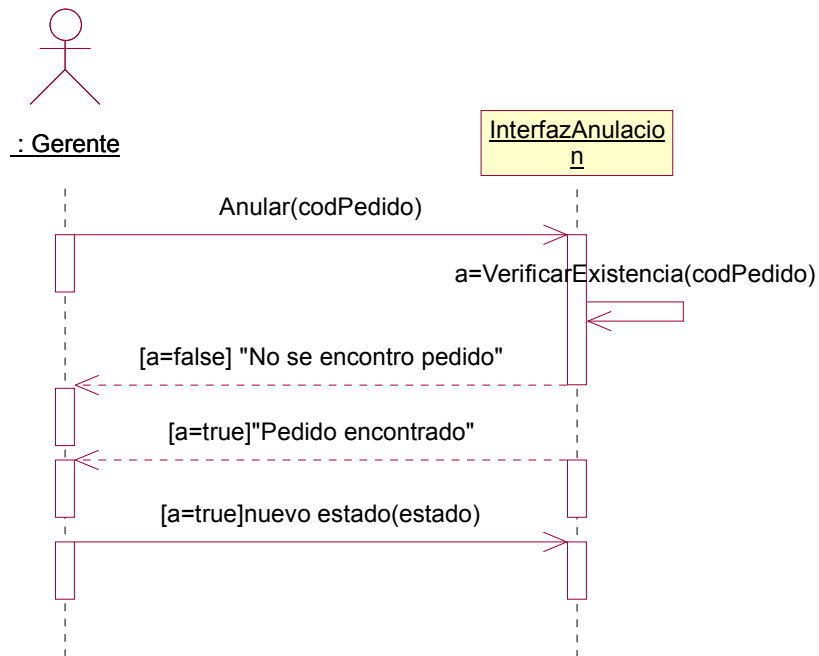 : Gerente
InterfazAnulacio
n
Anular(codPedido)
a=VerificarExistencia(codPedido)
[a=false] "No se encontro pedido"
[a=true]"Pedido encontrado"
[a=true]nuevo estado(estado)